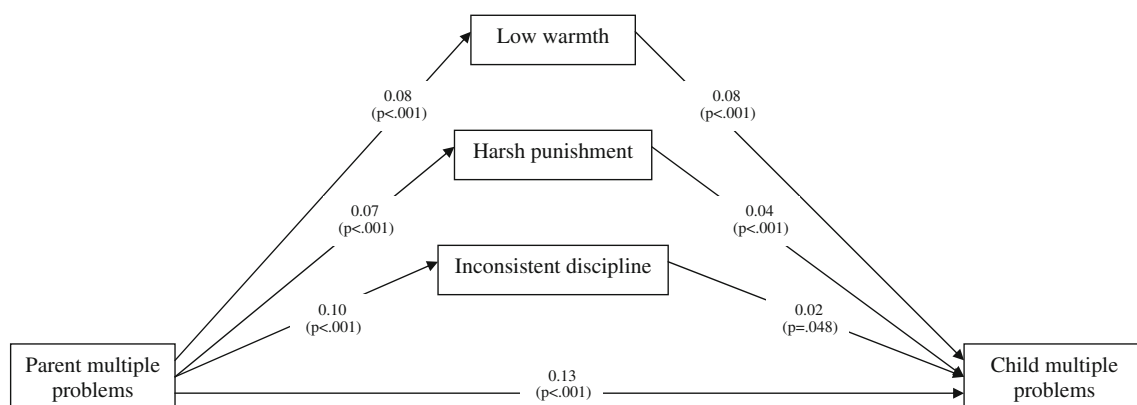 Low warmth
0.08
(p<.001)
0.08
(p<.001)
Harsh punishment
0.07
(p<.001)
0.04
(p<.001)
Inconsistent discipline
0.10
(p<.001)
0.02
(p=.048)
Parent multiple
problems
Child multiple
problems
0.13
(p<.001)